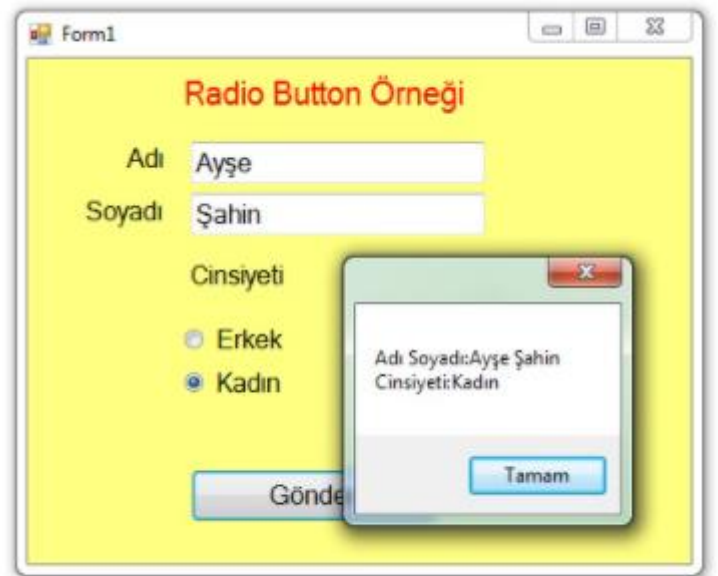 Form1
Radio Button Örneği
Adı
Ayşe
Soyadı
Şahin
Cinsiyeti
Erkek
Kadın
Adı Soyadı:Ayşe Şahin
Cinsiyeti:Kadın
Tamam